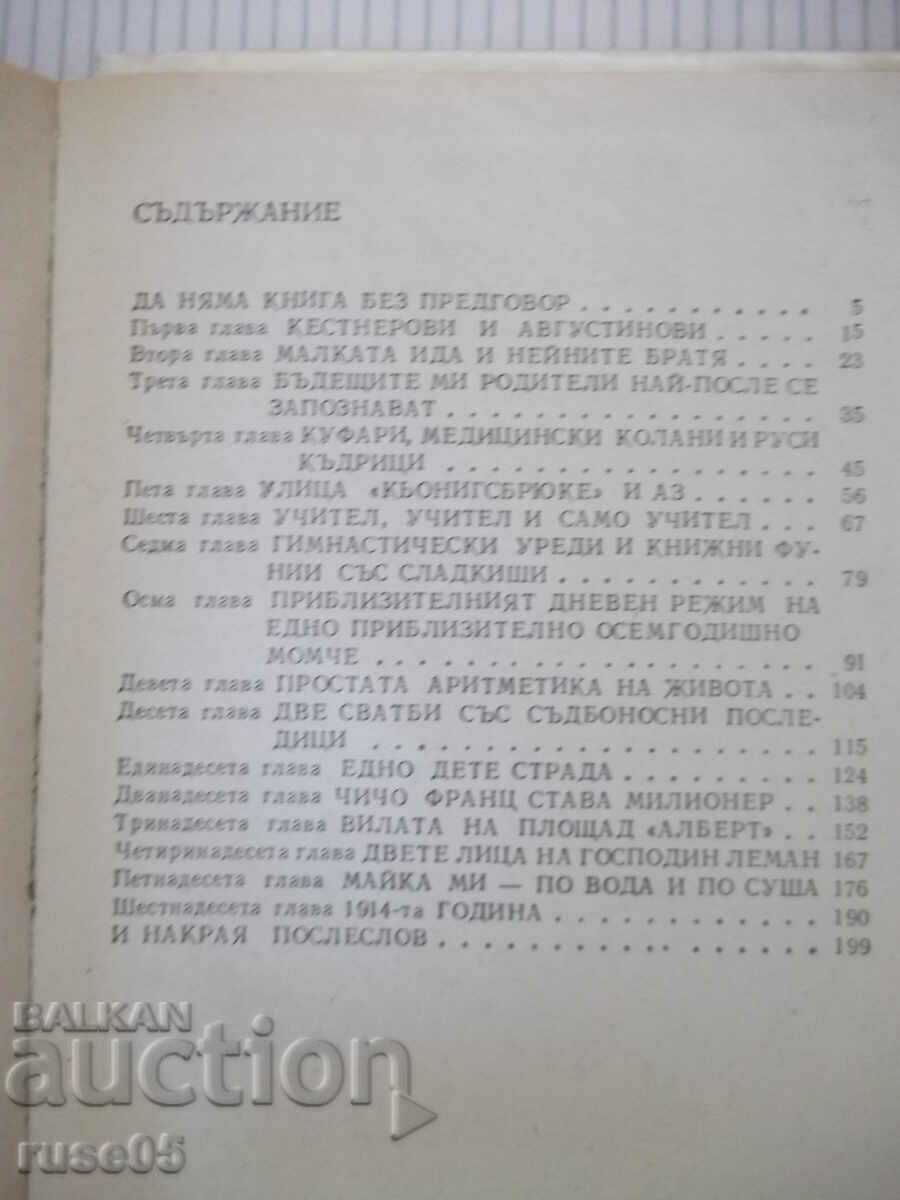 СЪДЪРЖАНИЕ
ДА НЯМА КНИГА БЕЗ ПРЕДГОВОР . . . . . . . . . . . 5
Първа глава КЕСТНЕРОВИ И АВГУСТИНОВИ . . . . . 15
Втора глава МАЛКАТА ИДА И НЕЙНИТЕ БРАТЯ . . . . 23
Трета глава БЪДЕЩИТЕ МИ РОДИТЕЛИ НАЙ-ПОСЛЕ СЕ
ЗАПОЗНАВАТ . . . . . . . . . . . . . . . . 35
Четвърта глава КУФАРИ, МЕДИЦИНСКИ КОЛАНИ И РУСИ
КЪДРИЦИ . . . . . . . . . . . . . . . . 45
Пета глава УЛИЦА «КЬОНИГСБРЮКЕ» И АЗ . . . . . . 56
Шеста глава УЧИТЕЛ, УЧИТЕЛ И САМО УЧИТЕЛ . . . 67
Седма глава ГИМНАСТИЧЕСКИ УРЕДИ И КНИЖНИ ФУ-
НИИ СЪС СЛАДКИШИ . . . . . . . . . . . . 79
Осма глава ПРИБЛИЗИТЕЛНИЯТ ДНЕВЕН РЕЖИМ НА
ЕДНО ПРИБЛИЗИТЕЛНО ОСЕМГОДИШНО
МОМЧЕ . . . . . . . . . . . . . . . . . . . 91
Девета глава ПРОСТАТА АРИТМЕТИКА НА ЖИВОТА . . 104
Десета глава ДВЕ СВАТБИ СЪС СЪДБОНОСНИ ПОСЛЕ-
ДИЦИ . . . . . . . . . . . . . . . . . . . 115
Единадесета глава ЕДНО ДЕТЕ СТРАДА . . . . . . . . . 124
Дванадесета глава ЧИЧО ФРАНЦ СТАВА МИЛИОНЕР . . 138
Тринадесета глава ВИЛАТА НА ПЛОЩАД «АЛБЕРТ» . . 152
Четиринадесета глава ДВЕТЕ ЛИЦА НА ГОСПОДИН ЛЕМАН 167
Петнадесета глава МАЙКА МИ — ПО ВОДА И ПО СУША 176
Шестнадесета глава 1914-та ГОДИНА . . . . . . . . . . . . 190
И НАКРАЯ ПОСЛЕСЛОВ . . . . . . . . . . . . . . . . 199
BALKAN
auction
ruse05